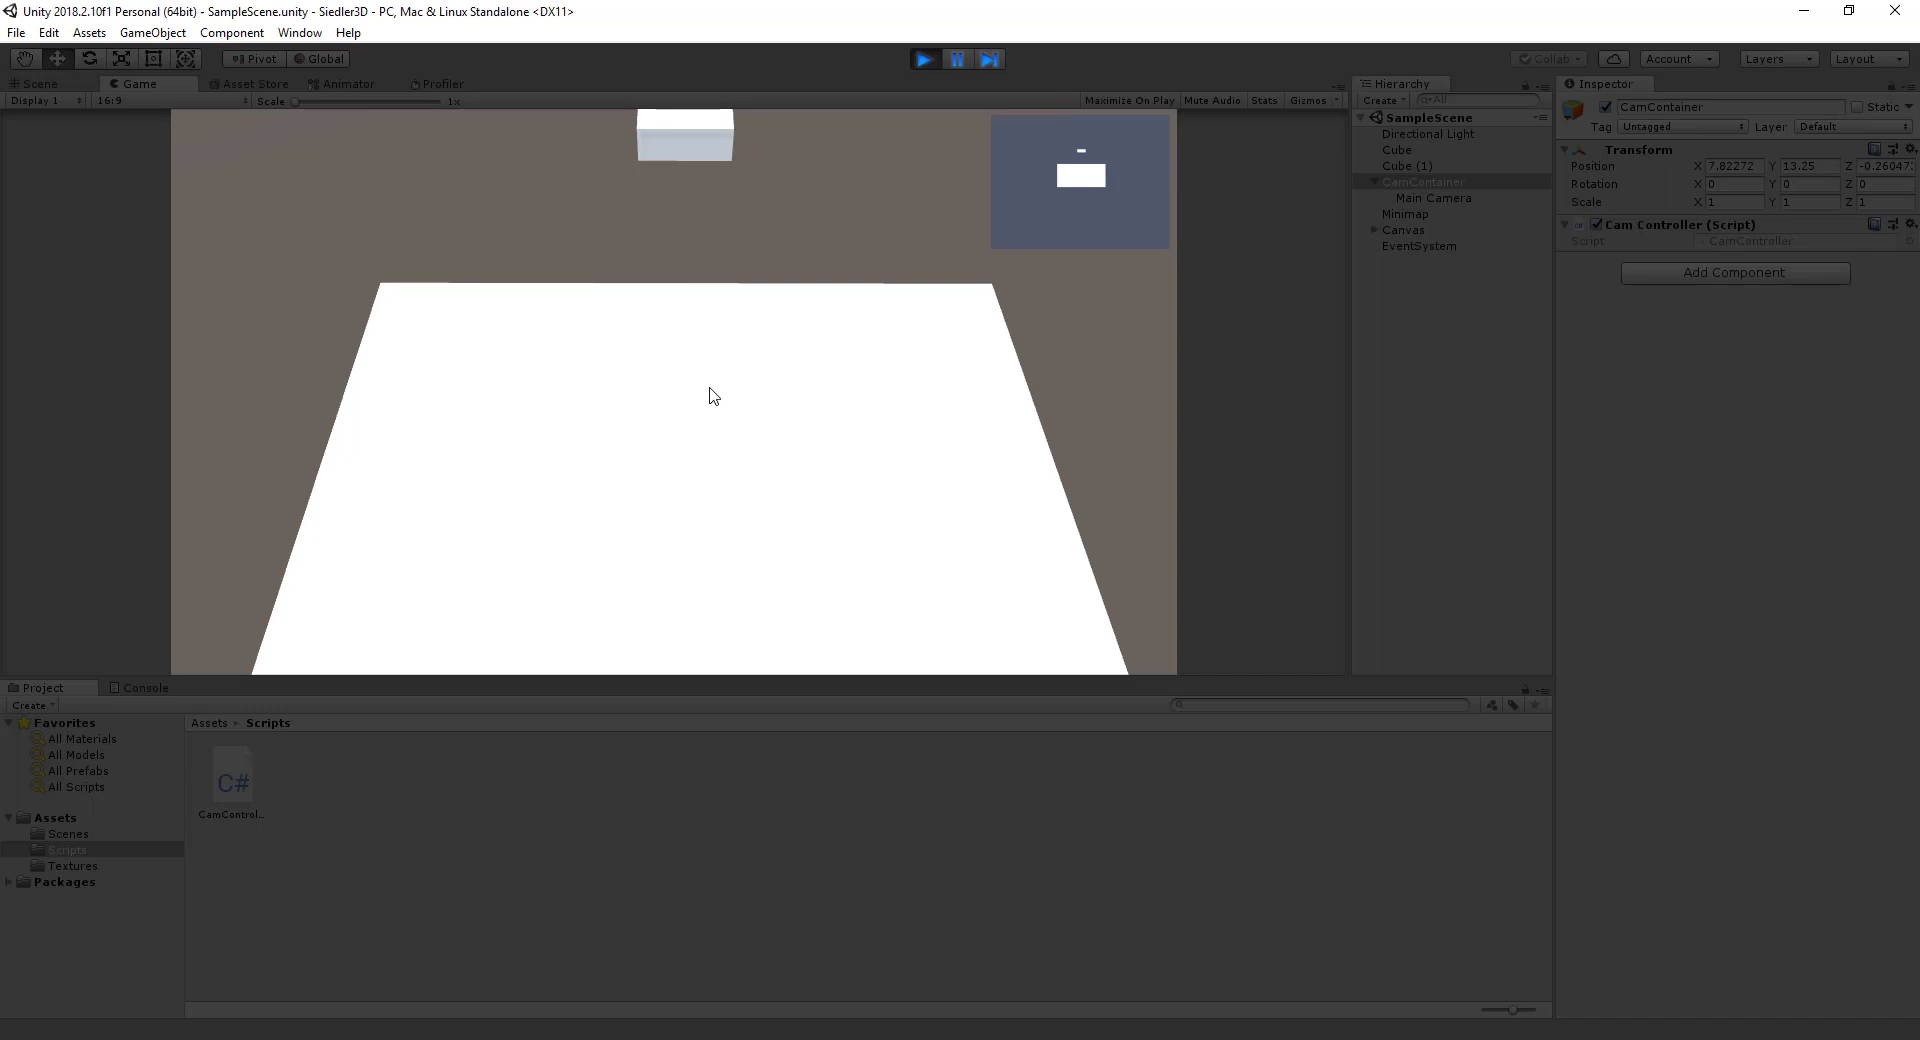 Unity 2018.2.10f1 Personal (64bit) - SampleScene.unity - Siedler3D - PC, Mac & Linux Standalone <DX11>
File Edit Assets GameObject Component Window Help
Pivot Global Collab Account Layers Layout
Scene Game Asset Store Animator Profiler
Display 1 16:9 Scale 1x Maximize On Play Mute Audio Stats Gizmos
Hierarchy
Create All
SampleScene
Directional Light
Cube
Cube (1)
CamContainer
Main Camera
Minimap
Canvas
EventSystem
Inspector
CamContainer Static
Tag Untagged Layer Default
Transform
Position X 7.82272 Y 13.25 Z -0.26047
Rotation X 0 Y 0 Z 0
Scale X 1 Y 1 Z 1
Cam Controller (Script)
Script CamController
Add Component
Project Console
Create
Favorites
All Materials
All Models
All Prefabs
All Scripts
Assets
Scenes
Scripts
Textures
Packages
Assets Scripts
C#
CamControl...